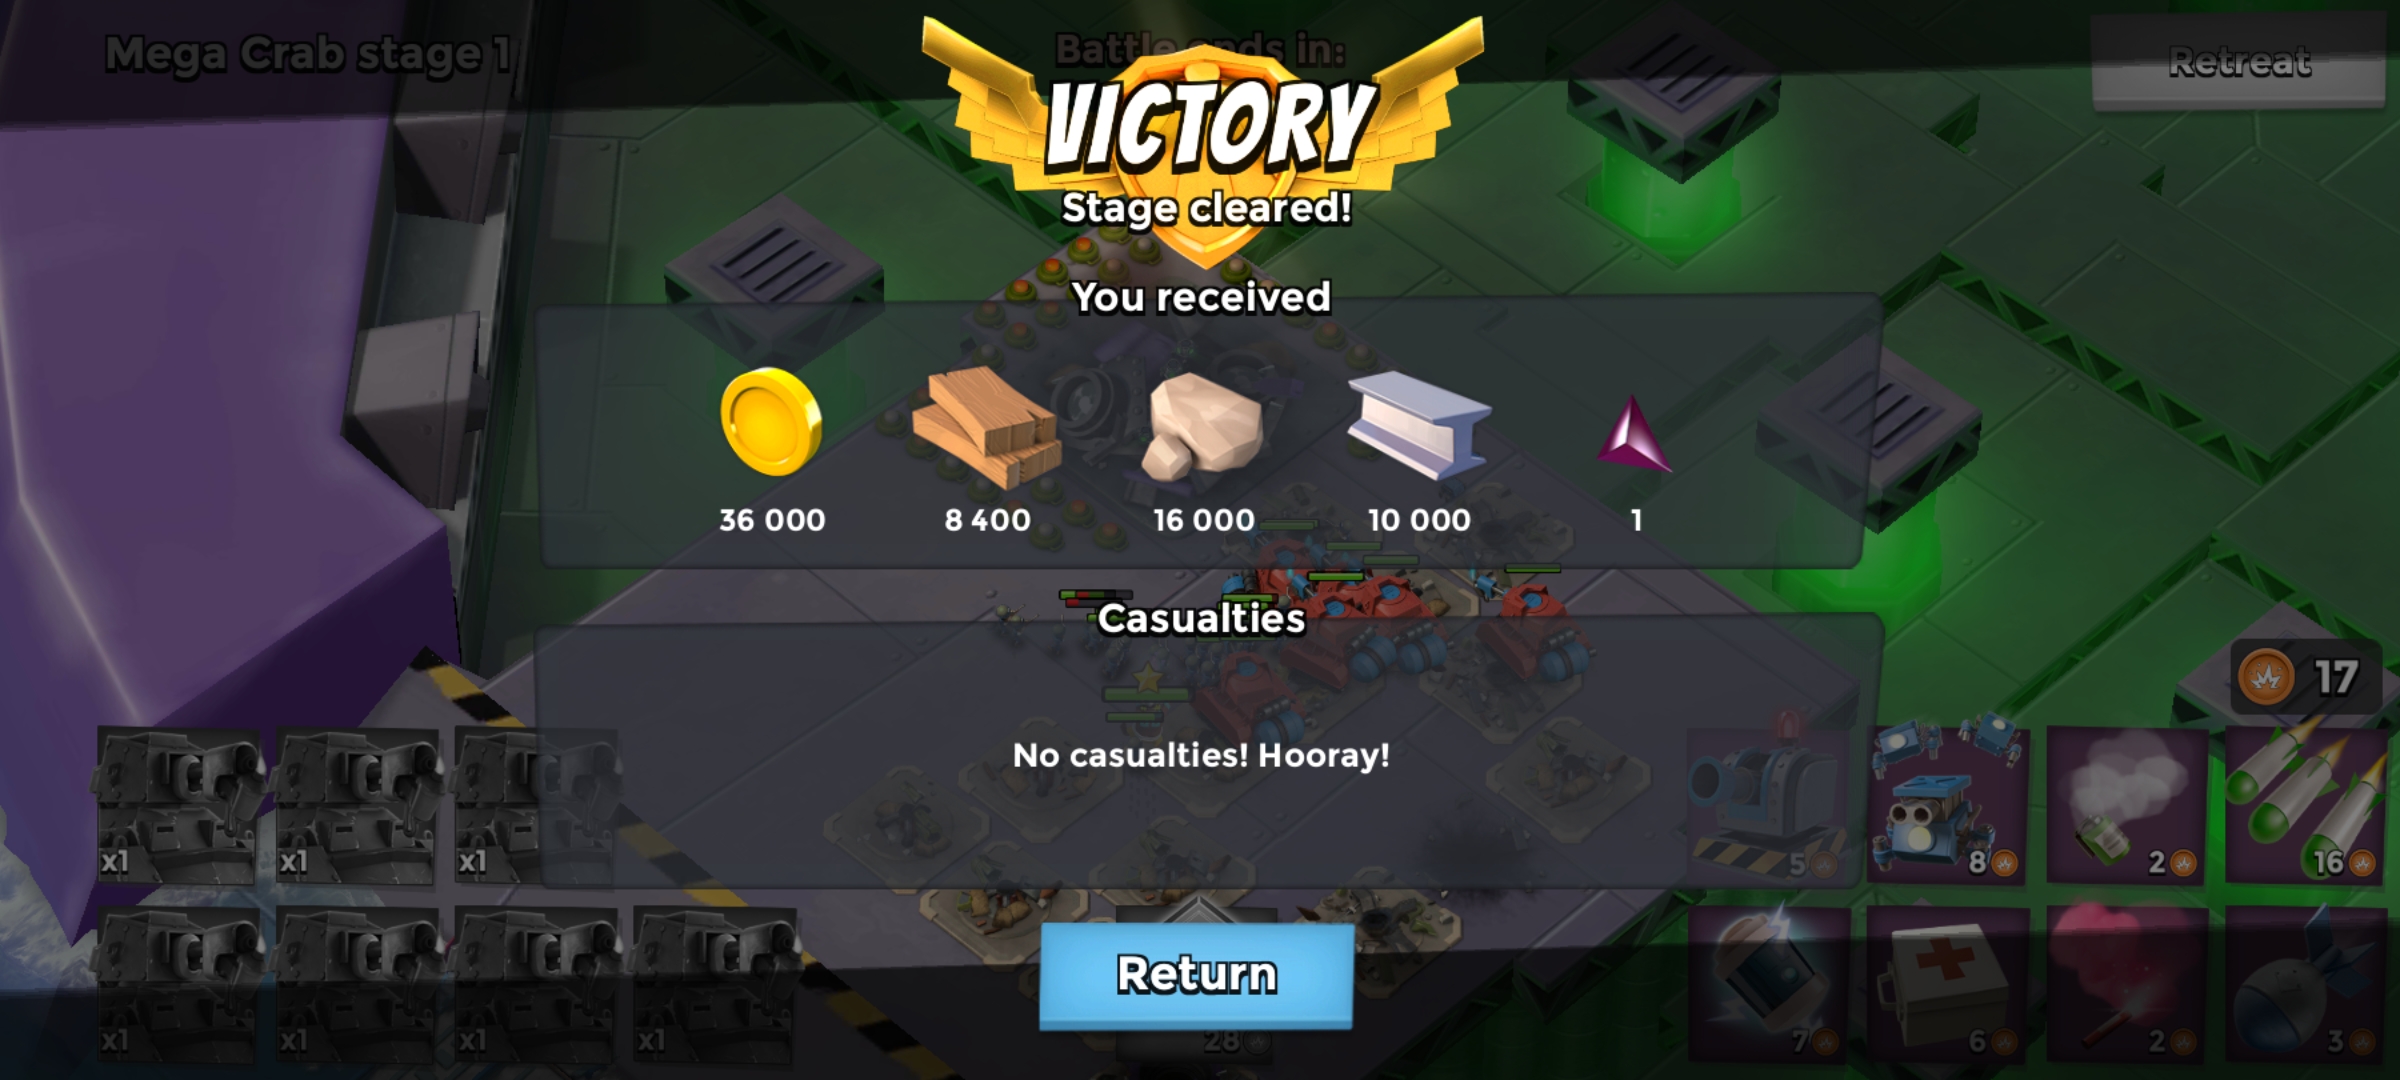 Mega Crab stage 1
Battle ends in:
Retreat
VICTORY
Stage cleared!
You received
36 000
8 400
16 000
10 000
1
Casualties
No casualties! Hooray!
17
x1
x1
x1
5
8
2
16
x1
x1
x1
x1
Return
28
7
6
2
3